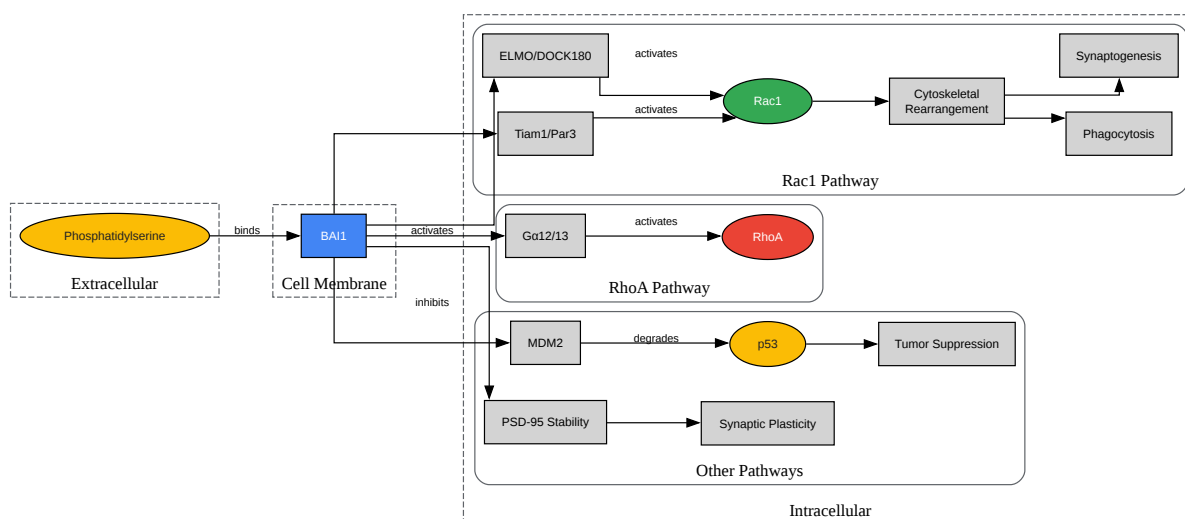 ELMO/DOCK180
activates
Synaptogenesis
Rac1
Cytoskeletal
Rearrangement
activates
Tiam1/Par3
Phagocytosis
Rac1 Pathway
Phosphatidylserine
binds
BAI1
activates
Gα12/13
activates
RhoA
Extracellular
Cell Membrane
RhoA Pathway
inhibits
MDM2
degrades
p53
Tumor Suppression
PSD-95 Stability
Synaptic Plasticity
Other Pathways
Intracellular